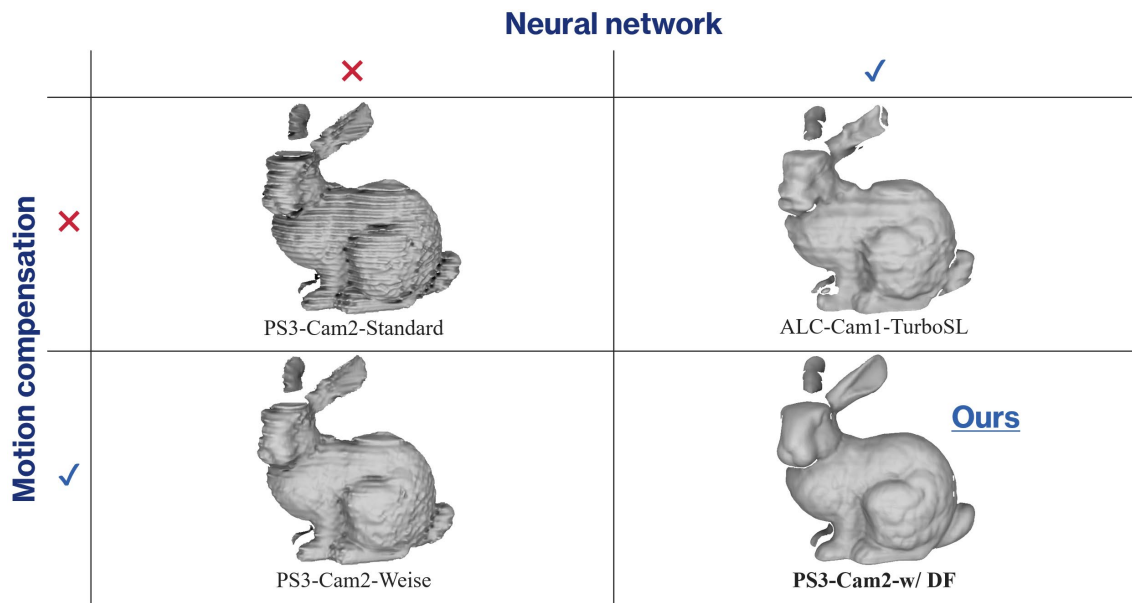 Neural network
Motion compensation
PS3-Cam2-Standard
ALC-Cam1-TurboSL
Ours
PS3-Cam2-Weise
PS3-Cam2-w/ DF